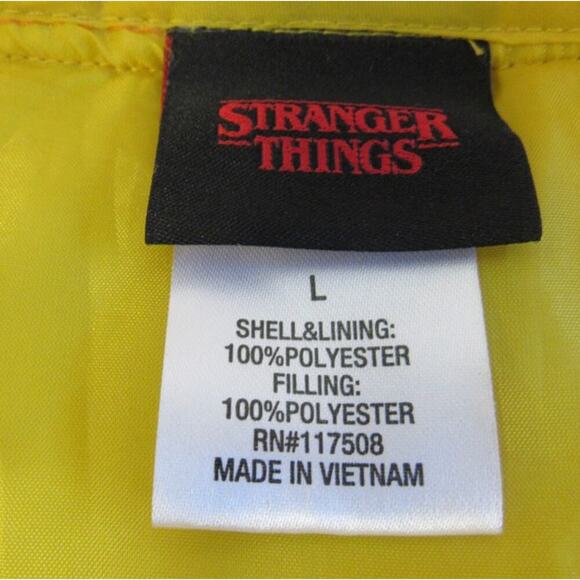 STRANGER
THINGS
L
SHELL&LINING:
100%POLYESTER
FILLING:
100%POLYESTER
RN#117508
MADE IN VIETNAM